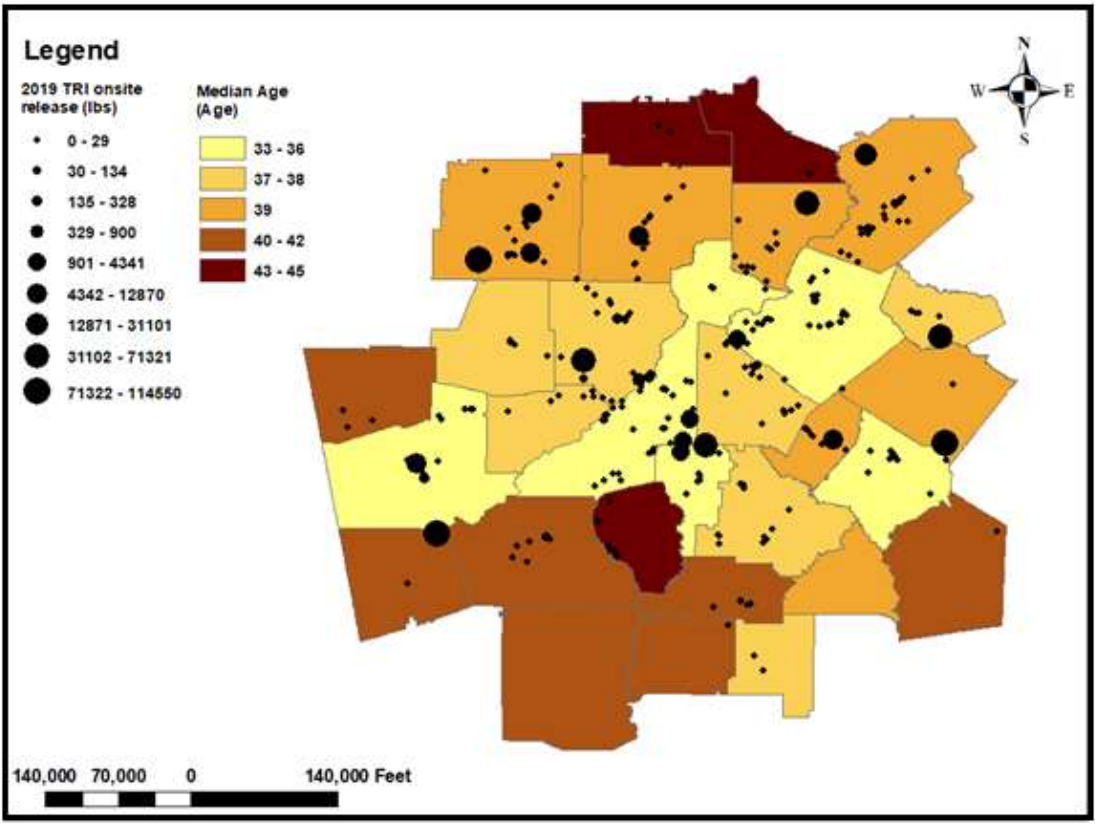 Legend
2019 TRI onsite
release (lbs)
0 - 29
30 - 134
135 - 328
329 - 900
901 - 4341
4342 - 12870
12871 - 31101
31102 - 71321
71322 - 114550
Median Age
(Age)
33 - 36
37 - 38
39
40 - 42
43 - 45
N
W
E
S
140,000 70,000 0 140,000 Feet